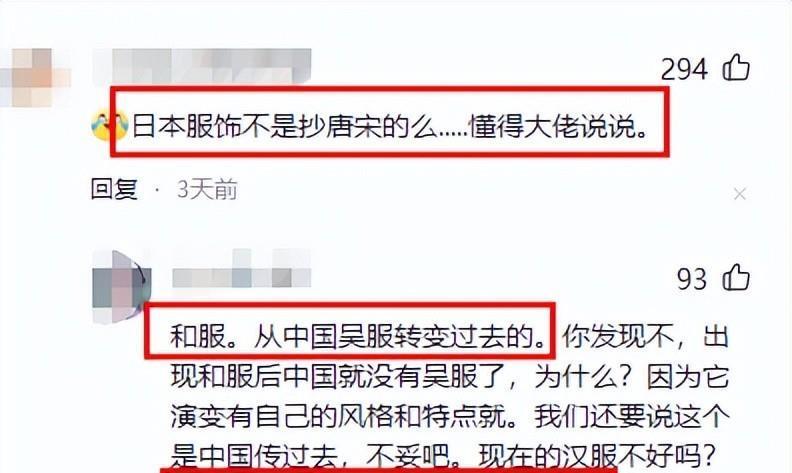 294
日本服饰不是抄唐宋的么.....懂得大佬说说。
回复 · 3天前
93
和服。从中国吴服转变过去的。你发现不，出
现和服后中国就没有吴服了，为什么？因为它
演变有自己的风格和特点就。我们还要说这个
是中国传过去，不妥吧。现在的汉服不好吗？